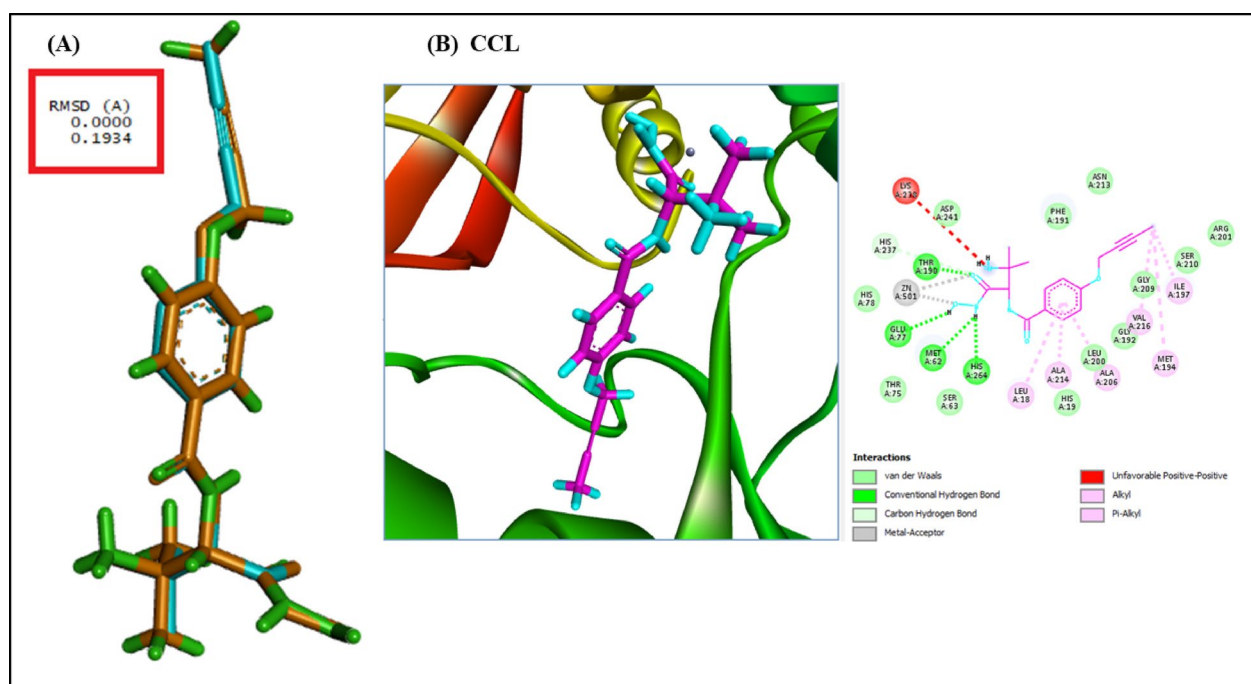 (A)
RMSD (A)
0.0000
0.1934
(B) CCL
LYS
ASP
A:241
HIS
A:237
THR
A:190
ZN
A:501
HIS
A:78
GLU
A:77
MET
A:62
HIS
A:264
THR
A:75
SER
A:63
H
H
H
H
PHE
A:191
ASN
A:213
ARG
A:201
SER
A:210
GLY
A:209
ILE
A:197
VAL
A:216
GLY
A:192
MET
A:194
LEU
A:200
ALA
A:206
ALA
A:214
HIS
A:19
LEU
A:18
Interactions
van der Waals
Conventional Hydrogen Bond
Carbon Hydrogen Bond
Metal-Acceptor
Unfavorable Positive-Positive
Alkyl
Pi-Alkyl